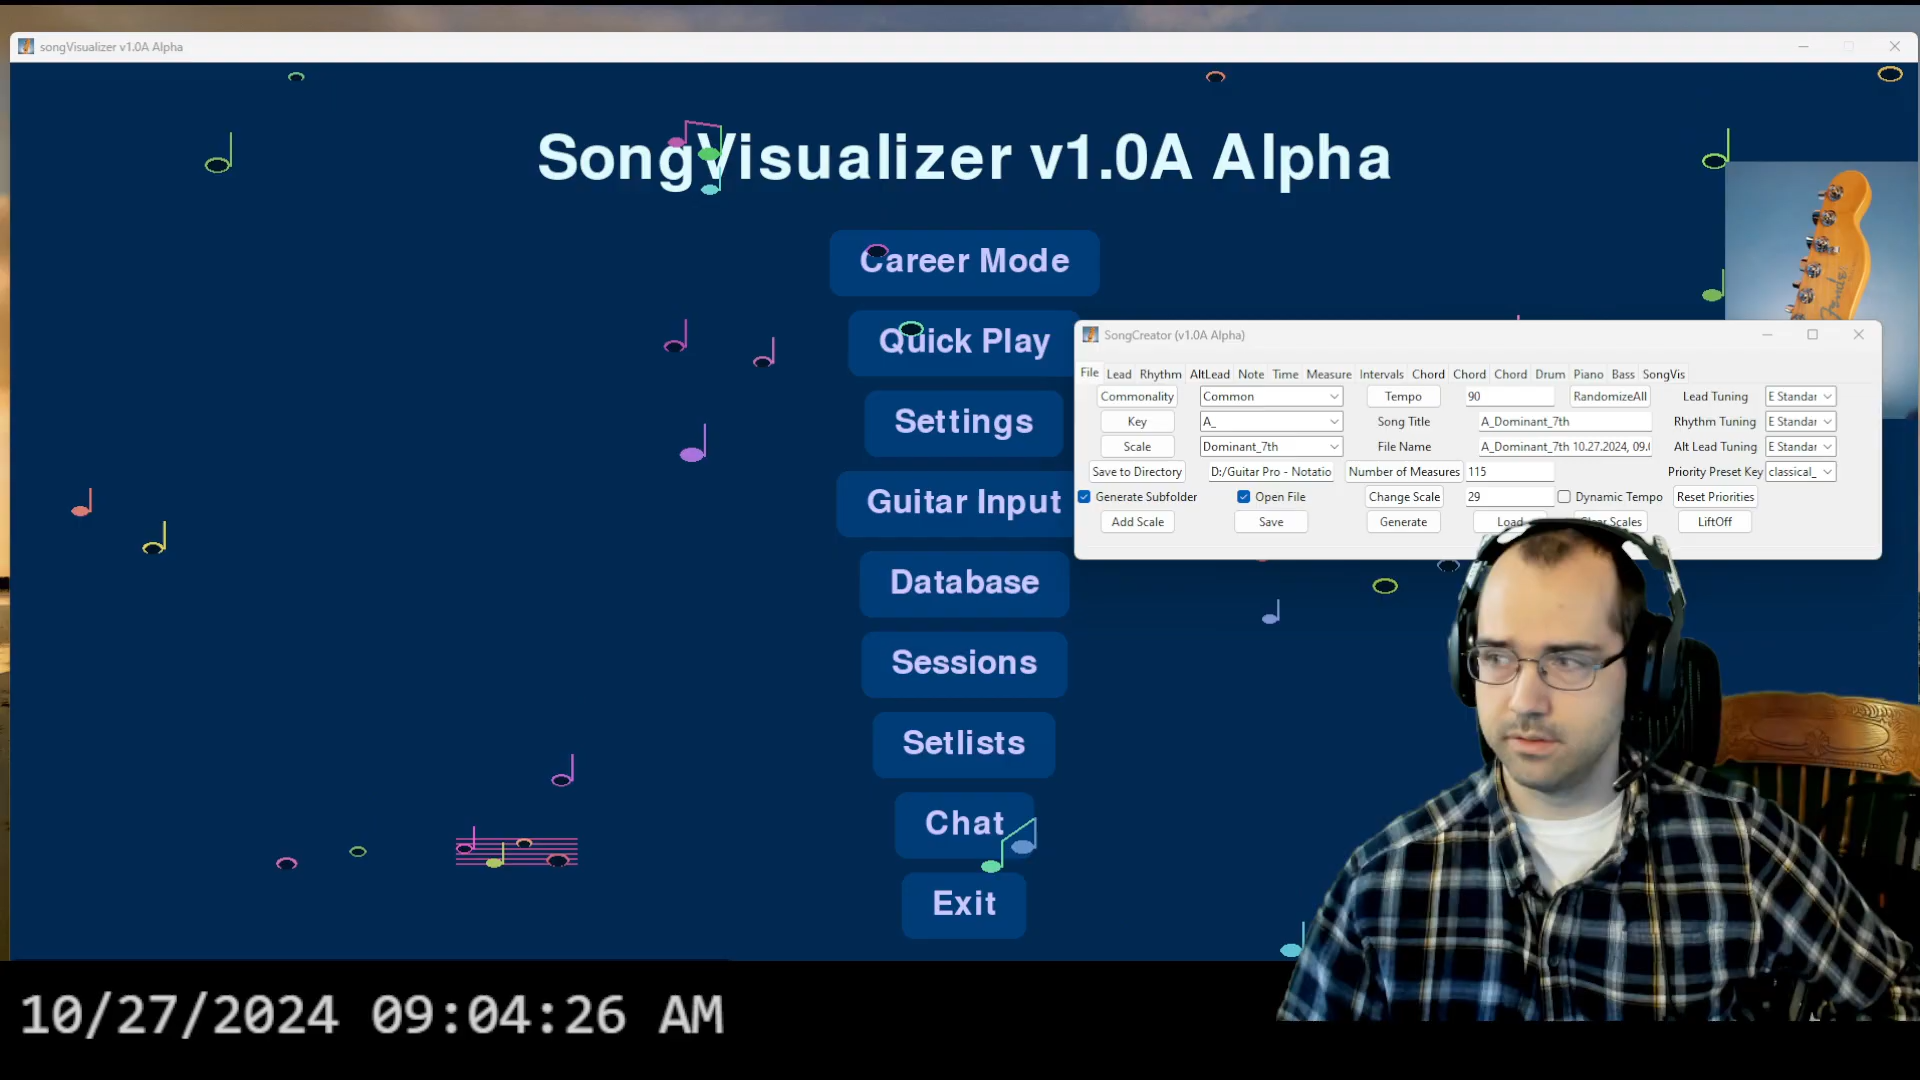 songVisualizer v1.0A Alpha
SongVisualizer v1.0A Alpha
Career Mode
Quick Play
Settings
Guitar Input
Database
Sessions
Setlists
Chat
Exit
Fender
SongCreator (v1.0A Alpha)
File Lead Rhythm AltLead Note Time Measure Intervals Chord Chord Chord Drum Piano Bass SongVis
Commonality Common Tempo 90 RandomizeAll Lead Tuning E Standar
Key A_ Song Title A_Dominant_7th Rhythm Tuning E Standar
Scale Dominant_7th File Name A_Dominant_7th 10.27.2024, 09.0 Alt Lead Tuning E Standar
Save to Directory D:/Guitar Pro - Notatio Number of Measures 115 Priority Preset Key classical_
Generate Subfolder Open File Change Scale 29 Dynamic Tempo Reset Priorities
Add Scale Save Generate Load Clear Scales LiftOff
10/27/2024 09:04:26 AM